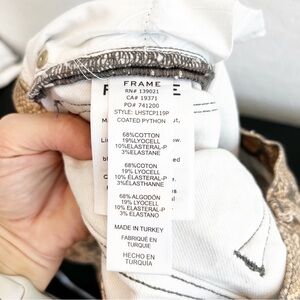 FRAME
RN# 139021
CA# 19371
PO# 741200
STYLE: LHSTCP119P
COATED PYTHON
68%COTTON
19% LYOCELL
10% ELASTERAL-P
3%ELASTANE
68%COTON
19% LYOCELL
10% ELASTERAL-P
3%ELASTHANNE
68% ALGODÓN
19% LYOCELL
10% ELASTERAL-P
3% ELASTANO
MADE IN TURKEY
FABRIQUÉ EN
TURQUIE
HECHO EN
TURQUÍA